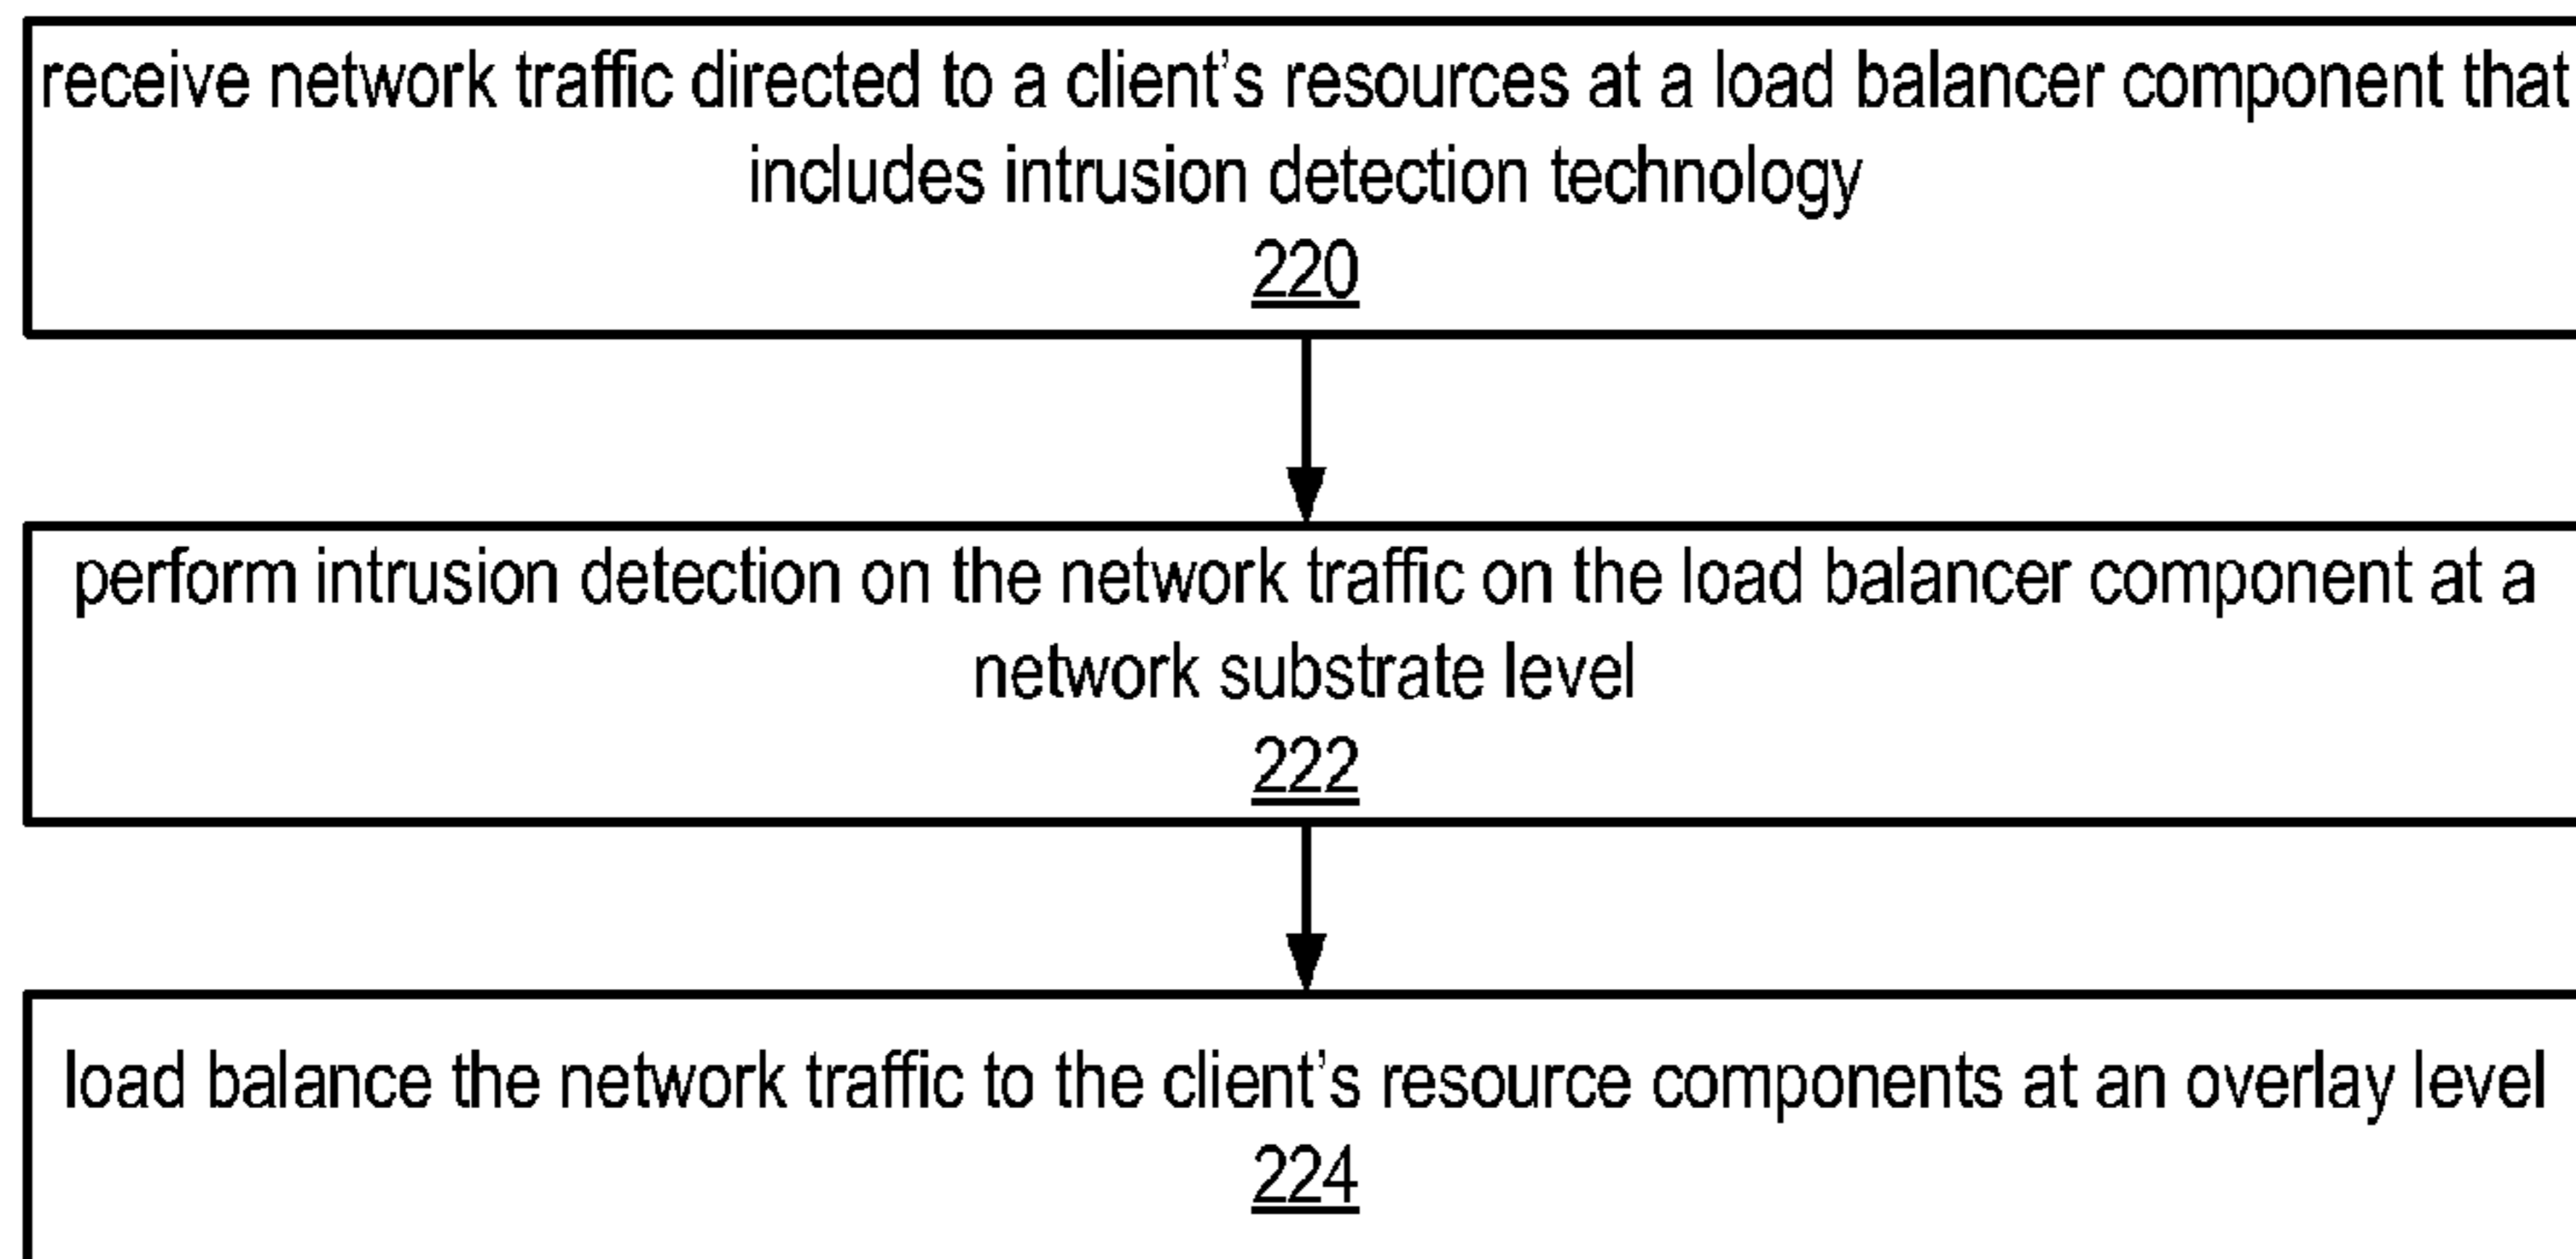 receive network traffic directed to a client's resources at a load balancer component that
includes intrusion detection technology
220
perform intrusion detection on the network traffic on the load balancer component at a
network substrate level
222
load balance the network traffic to the client's resource components at an overlay level
224